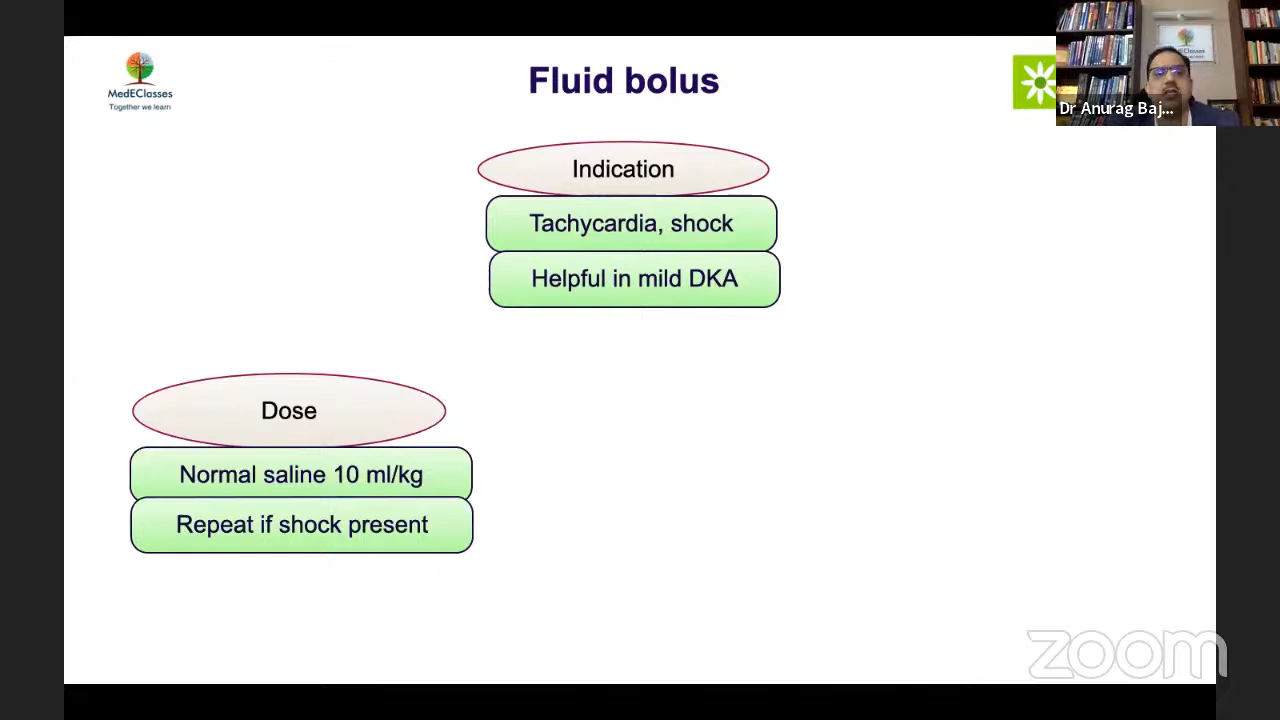 MedEClasses
Together we learn
Fluid bolus
Dr Anurag Baj...
Indication
Tachycardia, shock
Helpful in mild DKA
Dose
Normal saline 10 ml/kg
Repeat if shock present
zoom